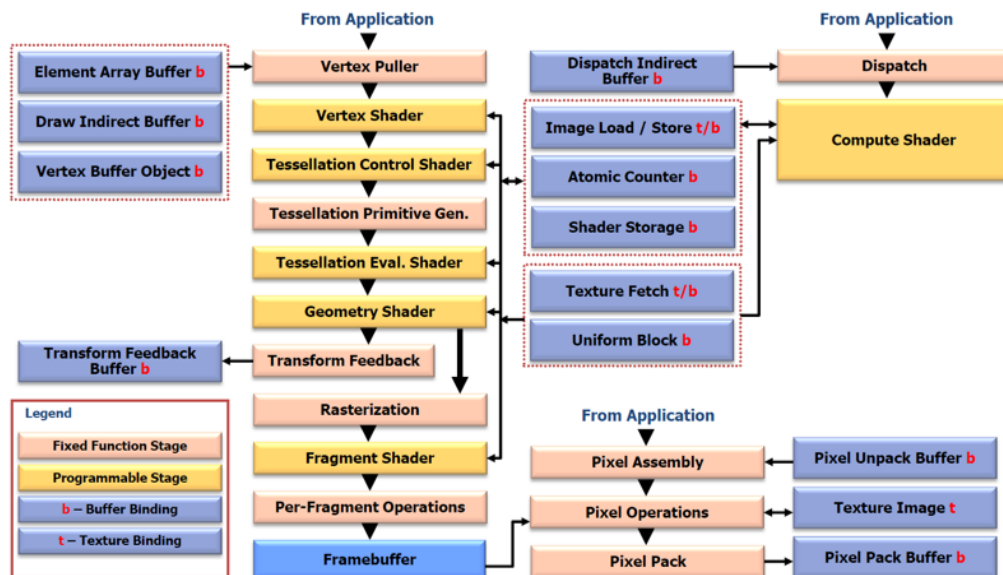 From Application
Vertex Puller
Vertex Shader
Tessellation Control Shader
Tessellation Primitive Gen.
Tessellation Eval. Shader
Geometry Shader
Transform Feedback
Rasterization
Fragment Shader
Per-Fragment Operations
Framebuffer
Element Array Buffer b
Draw Indirect Buffer b
Vertex Buffer Object b
Transform Feedback
Buffer b
Legend
Fixed Function Stage
Programmable Stage
b – Buffer Binding
t – Texture Binding
From Application
Dispatch Indirect
Buffer b
Dispatch
Compute Shader
Image Load / Store t/b
Atomic Counter b
Shader Storage b
Texture Fetch t/b
Uniform Block b
From Application
Pixel Assembly
Pixel Operations
Pixel Pack
Pixel Unpack Buffer b
Texture Image t
Pixel Pack Buffer b